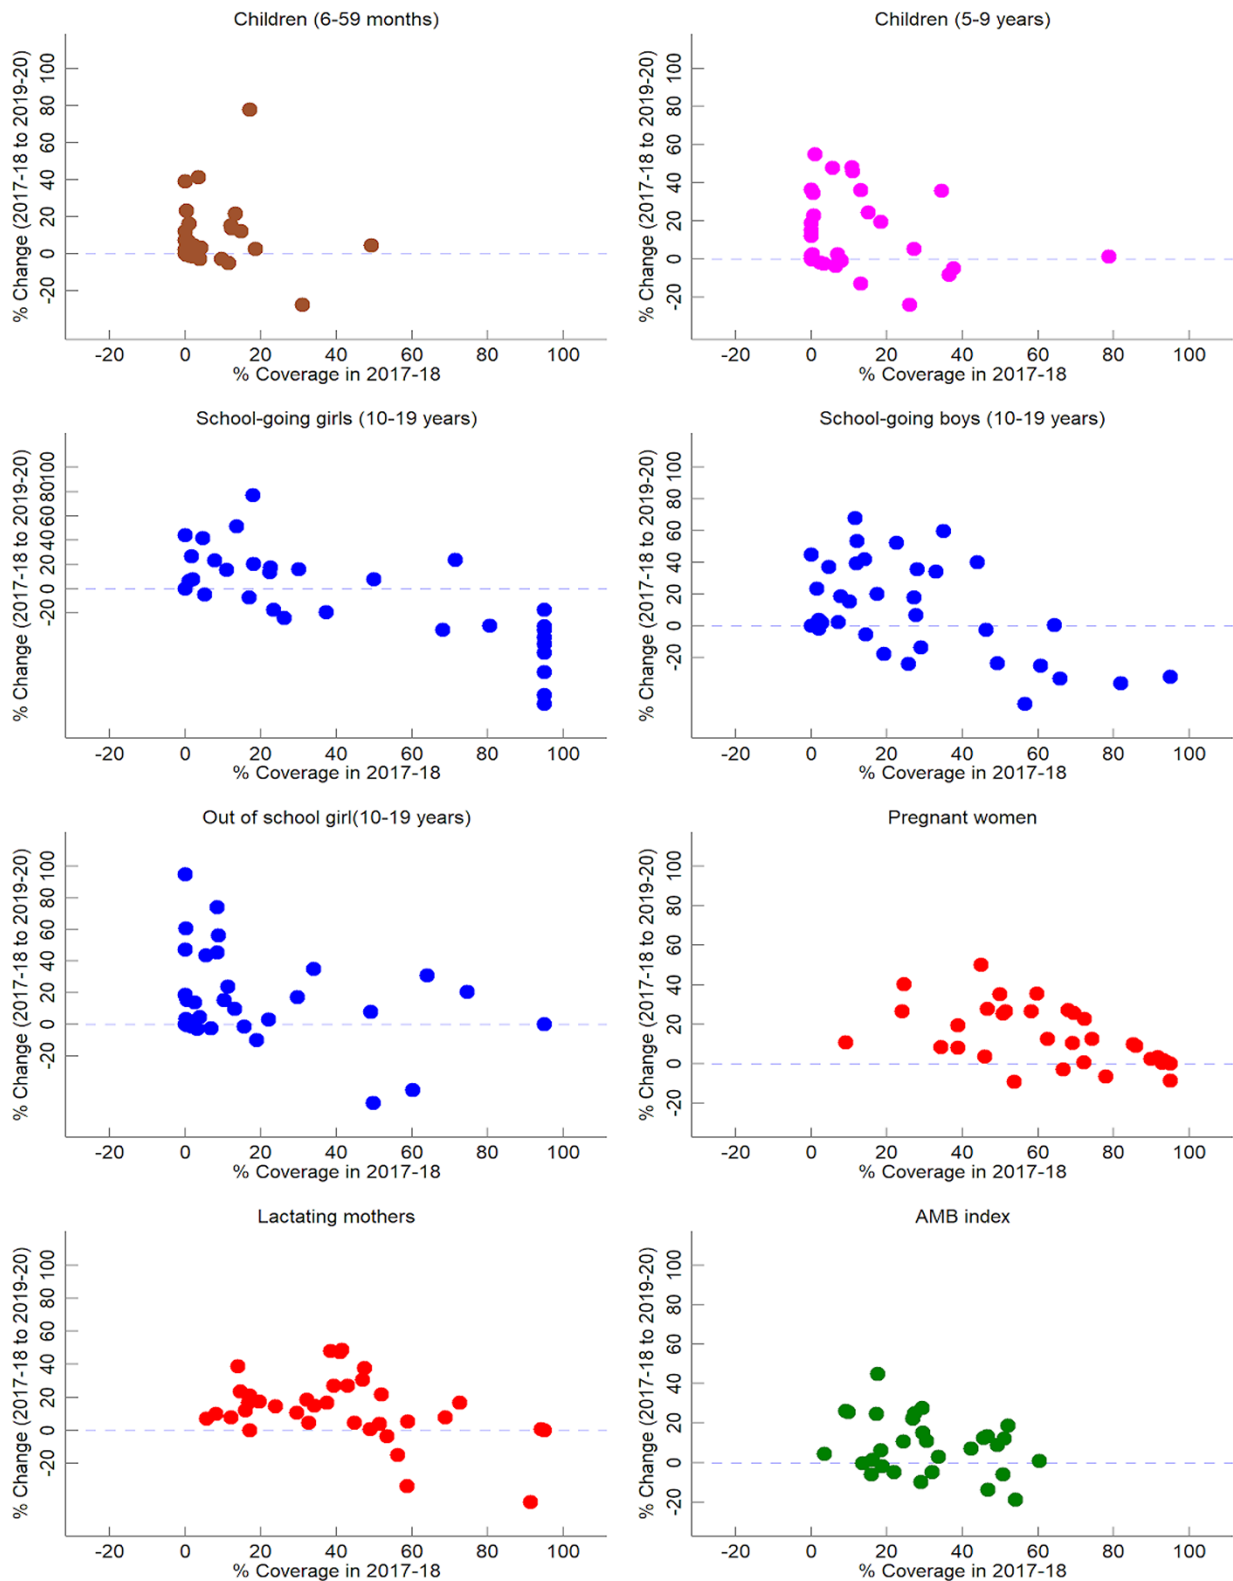 Children (6-59 months)
% Change (2017-18 to 2019-20)
100
80
60
40
20
0
-20
-20 0 20 40 60 80 100
% Coverage in 2017-18
Children (5-9 years)
% Change (2017-18 to 2019-20)
100
80
60
40
20
0
-20
-20 0 20 40 60 80 100
% Coverage in 2017-18
School-going girls (10-19 years)
% Change (2017-18 to 2019-20)
100
80
60
40
20
0
-20
-20 0 20 40 60 80 100
% Coverage in 2017-18
School-going boys (10-19 years)
% Change (2017-18 to 2019-20)
100
80
60
40
20
0
-20
-20 0 20 40 60 80 100
% Coverage in 2017-18
Out of school girl(10-19 years)
% Change (2017-18 to 2019-20)
100
80
60
40
20
0
-20
-20 0 20 40 60 80 100
% Coverage in 2017-18
Pregnant women
% Change (2017-18 to 2019-20)
100
80
60
40
20
0
-20
-20 0 20 40 60 80 100
% Coverage in 2017-18
Lactating mothers
% Change (2017-18 to 2019-20)
100
80
60
40
20
0
-20
-20 0 20 40 60 80 100
% Coverage in 2017-18
AMB index
% Change (2017-18 to 2019-20)
100
80
60
40
20
0
-20
-20 0 20 40 60 80 100
% Coverage in 2017-18